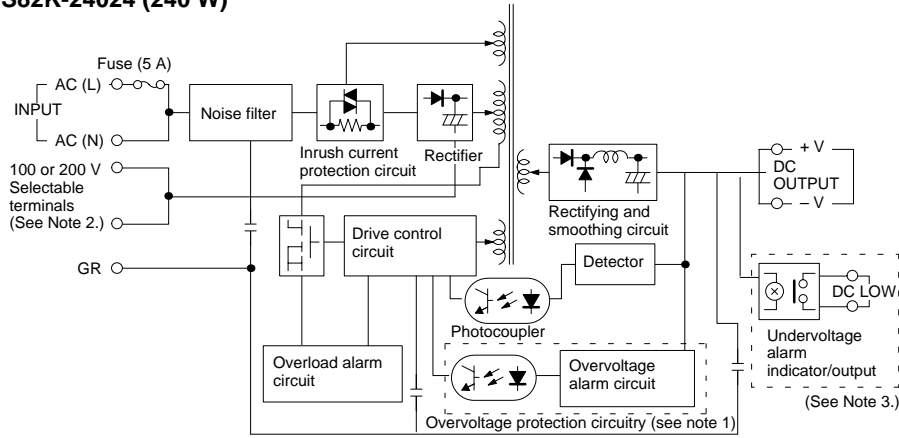 S82K-24024 (240 W)
Fuse (5 A)
AC (L)
INPUT
AC (N)
Noise filter
Inrush current
protection circuit
Rectifier
100 or 200 V
Selectable
terminals
(See Note 2.)
GR
Drive control
circuit
Rectifying and
smoothing circuit
+ V
DC
OUTPUT
– V
Detector
Photocoupler
DC LOW
Undervoltage
alarm
indicator/output
(See Note 3.)
Overload alarm
circuit
Overvoltage
alarm circuit
Overvoltage protection circuitry (see note 1)